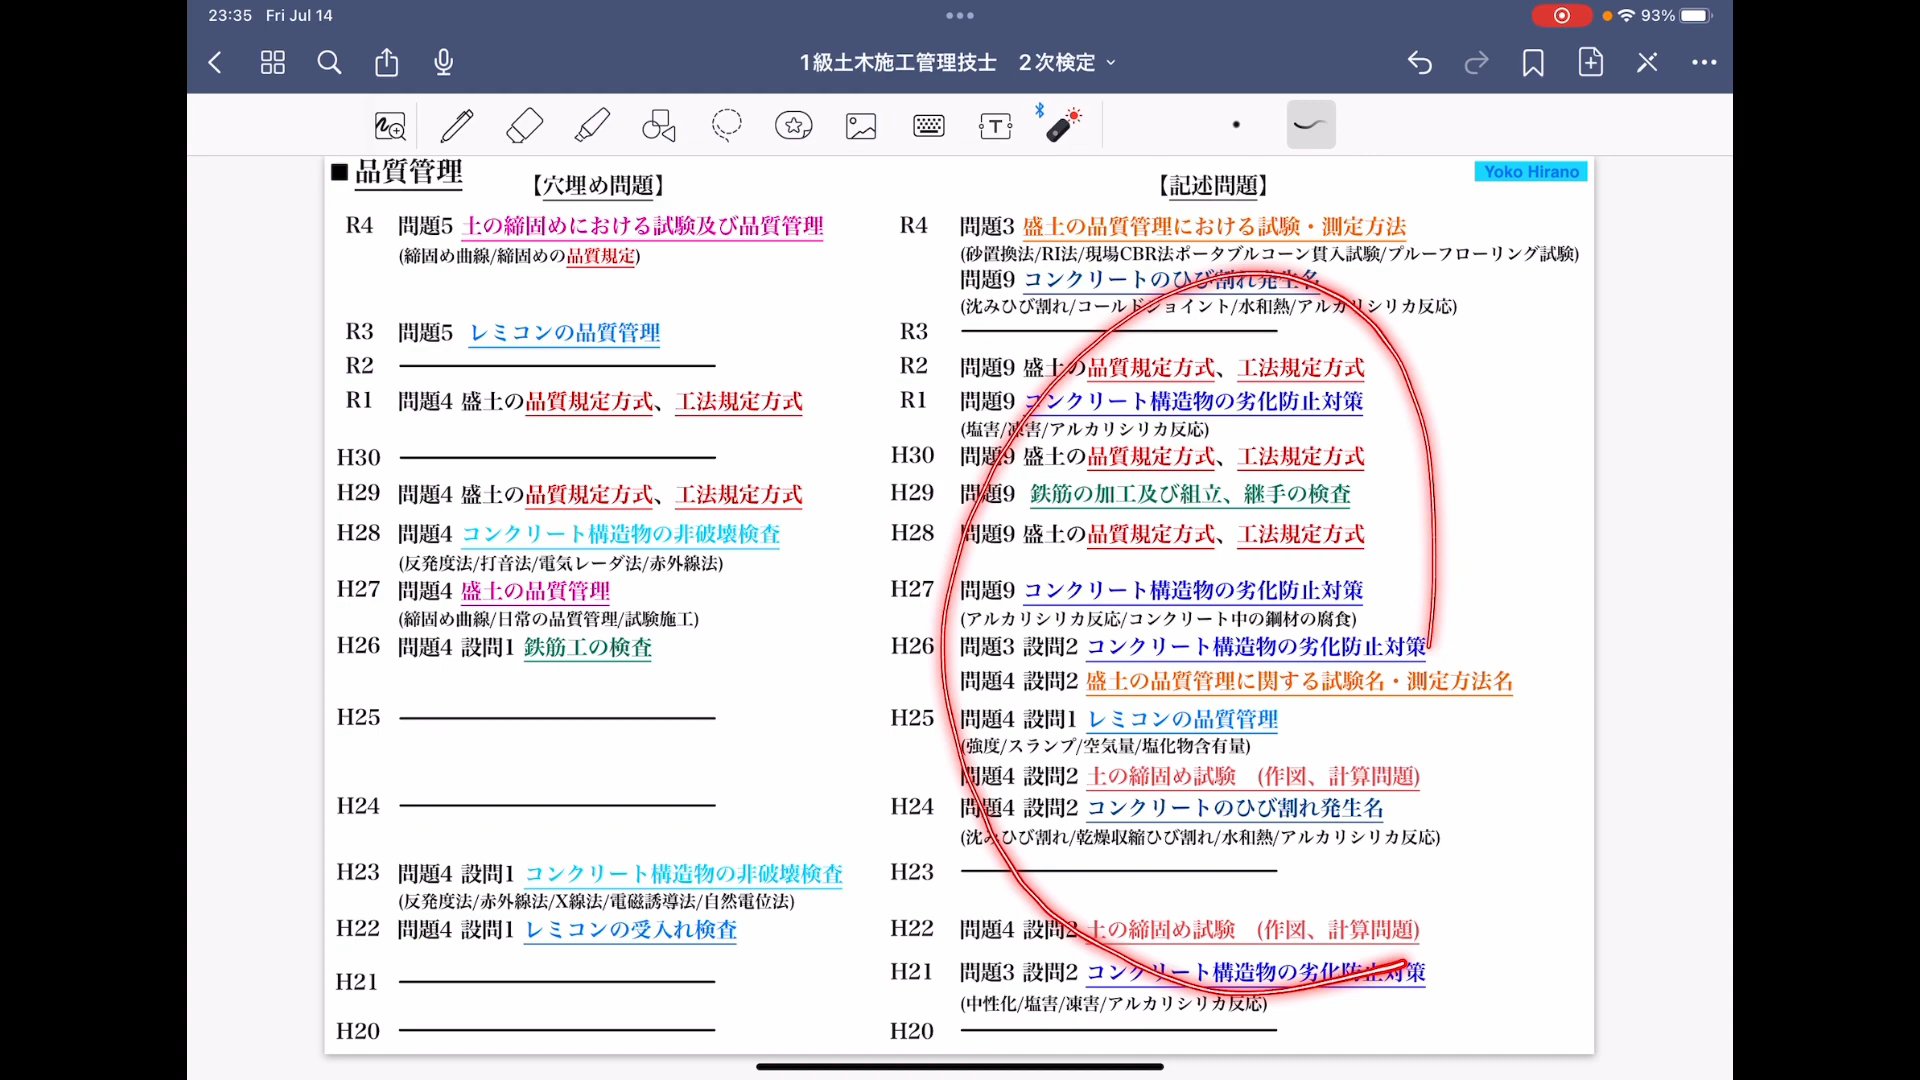 23:35 Fri Jul 14
93%
1級土木施工管理技士 2次検定
■品質管理
【穴埋め問題】
R4 問題5 土の締固めにおける試験及び品質管理
(締固め曲線/締固めの品質規定)
R3 問題5 レミコンの品質管理
R2
R1 問題4 盛土の品質規定方式、工法規定方式
H30
H29 問題4 盛土の品質規定方式、工法規定方式
H28 問題4 コンクリート構造物の非破壊検査
(反発度法/打音法/電気レーダ法/赤外線法)
H27 問題4 盛土の品質管理
(締固め曲線/日常の品質管理/試験施工)
H26 問題4 設問1 鉄筋工の検査
H25
H24
H23 問題4 設問1 コンクリート構造物の非破壊検査
(反発度法/赤外線法/X線法/電磁誘導法/自然電位法)
H22 問題4 設問1 レミコンの受入れ検査
H21
H20
【記述問題】
Yoko Hirano
R4 問題3 盛土の品質管理における試験・測定方法
(砂置換法/RI法/現場CBR法ポータブルコーン貫入試験/プルーフローリング試験)
問題9 コンクリートのひび割れ発生名
(沈みひび割れ/コールドジョイント/水和熱/アルカリシリカ反応)
R3
R2 問題9 盛土の品質規定方式、工法規定方式
R1 問題9 コンクリート構造物の劣化防止対策
(塩害/凍害/アルカリシリカ反応)
H30 問題9 盛土の品質規定方式、工法規定方式
H29 問題9 鉄筋の加工及び組立、継手の検査
H28 問題9 盛土の品質規定方式、工法規定方式
H27 問題9 コンクリート構造物の劣化防止対策
(アルカリシリカ反応/コンクリート中の鋼材の腐食)
H26 問題3 設問2 コンクリート構造物の劣化防止対策
問題4 設問2 盛土の品質管理に関する試験名・測定方法名
H25 問題4 設問1 レミコンの品質管理
(強度/スランプ/空気量/塩化物含有量)
問題4 設問2 土の締固め試験 (作図、計算問題)
H24 問題4 設問2 コンクリートのひび割れ発生名
(沈みひび割れ/乾燥収縮ひび割れ/水和熱/アルカリシリカ反応)
H23
H22 問題4 設問2 土の締固め試験 (作図、計算問題)
H21 問題3 設問2 コンクリート構造物の劣化防止対策
(中性化/塩害/凍害/アルカリシリカ反応)
H20